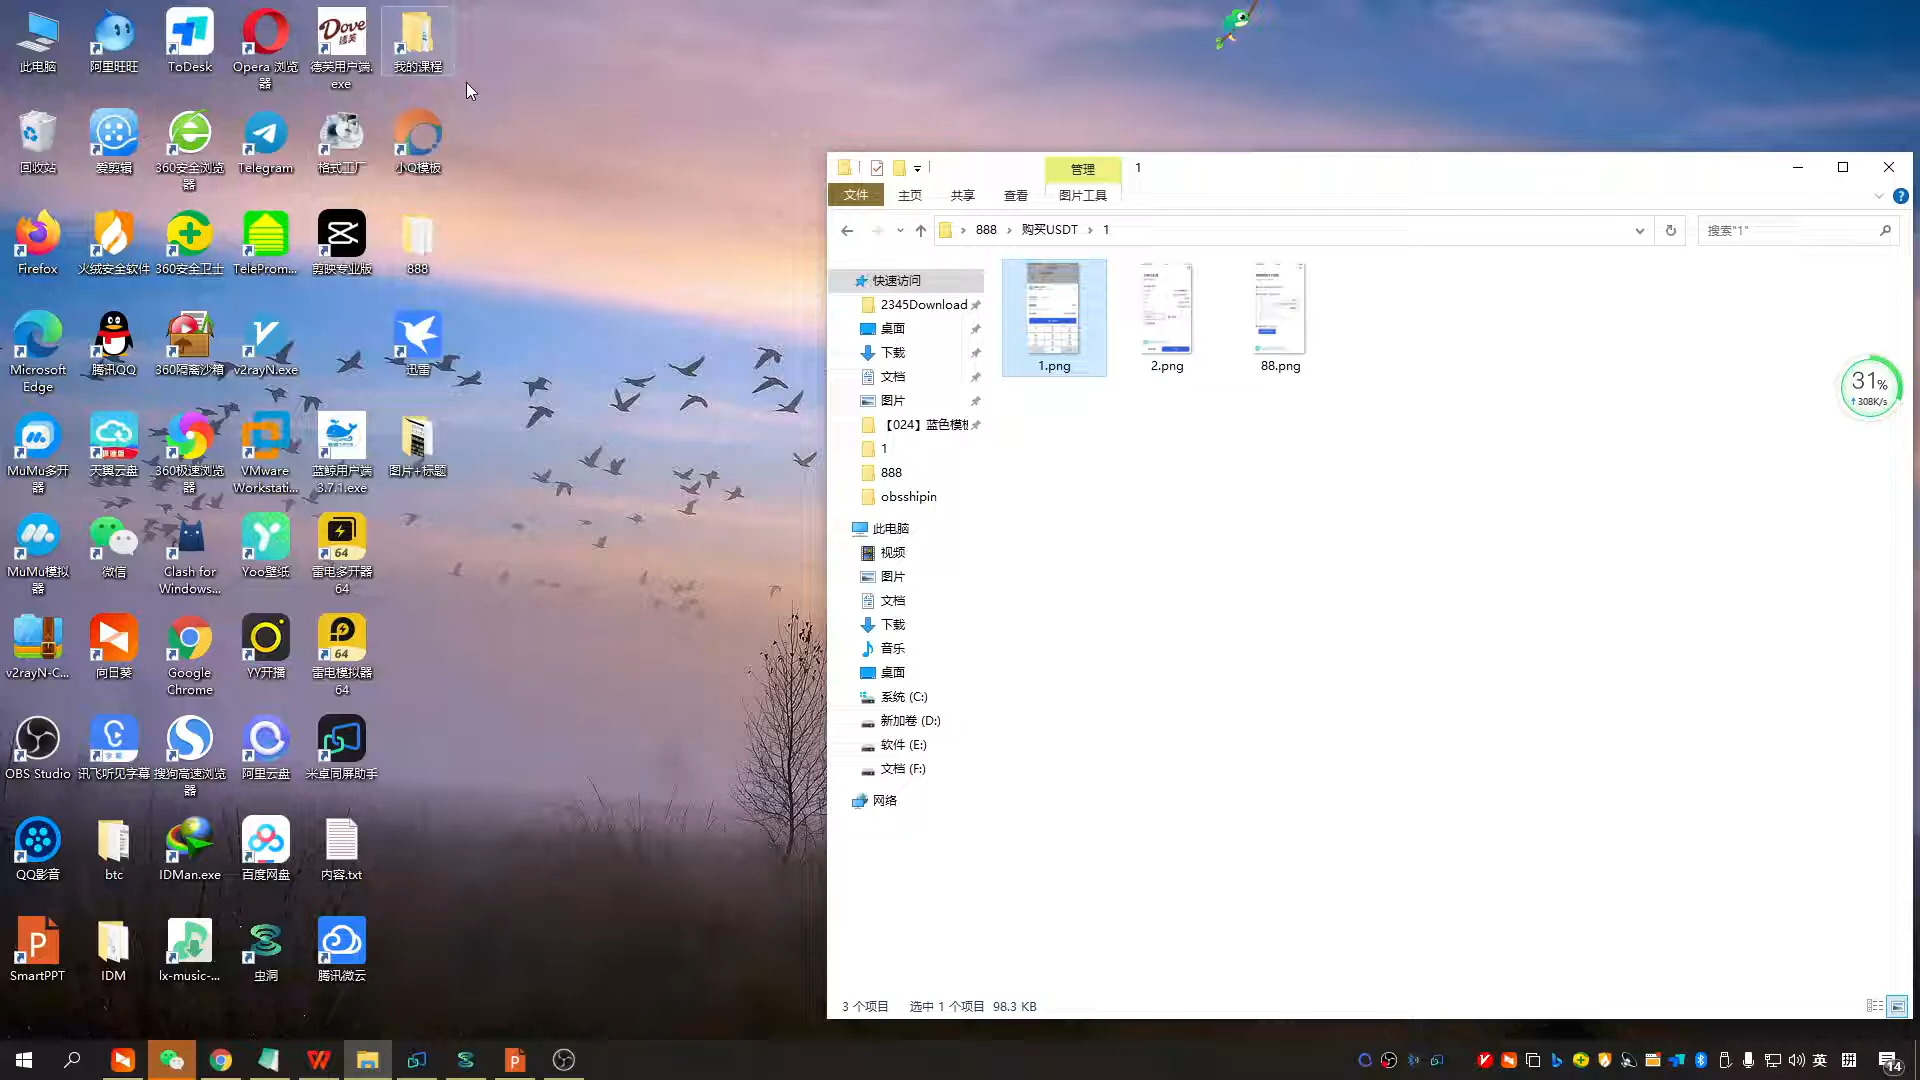 此电脑
阿里旺旺
ToDesk
Opera 浏览
器
德芙用户端.
exe
我的课程
回收站
爱剪辑
360安全浏览
器
Telegram
格式工厂
小Q模板
Firefox
火绒安全软件
360安全卫士
TeleProm...
剪映专业版
888
Microsoft
Edge
腾讯QQ
360隔离沙箱
v2rayN.exe
迅雷
MuMu多开
器
天翼云盘
360极速浏览
器
VMware
Workstati...
蓝鲸用户端
3.7.1.exe
图片+标题
MuMu模拟
器
微信
Clash for
Windows...
Yoo壁纸
雷电多开器
64
v2rayN-C...
向日葵
Google
Chrome
YY开播
雷电模拟器
64
OBS Studio
讯飞听见字幕
搜狗高速浏览
器
阿里云盘
米卓同屏助手
QQ影音
btc
IDMan.exe
百度网盘
内容.txt
SmartPPT
IDM
lx-music-...
虫洞
腾讯微云
管理
1
文件
主页
共享
查看
图片工具
888
购买USDT
1
搜索"1"
快速访问
2345Download
桌面
下载
文档
图片
【024】蓝色模
1
888
obsshipin
此电脑
视频
图片
文档
下载
音乐
桌面
系统 (C:)
新加卷 (D:)
软件 (E:)
文档 (F:)
网络
1.png
2.png
88.png
31%
308K/s
3 个项目
选中 1 个项目
98.3 KB
英
14